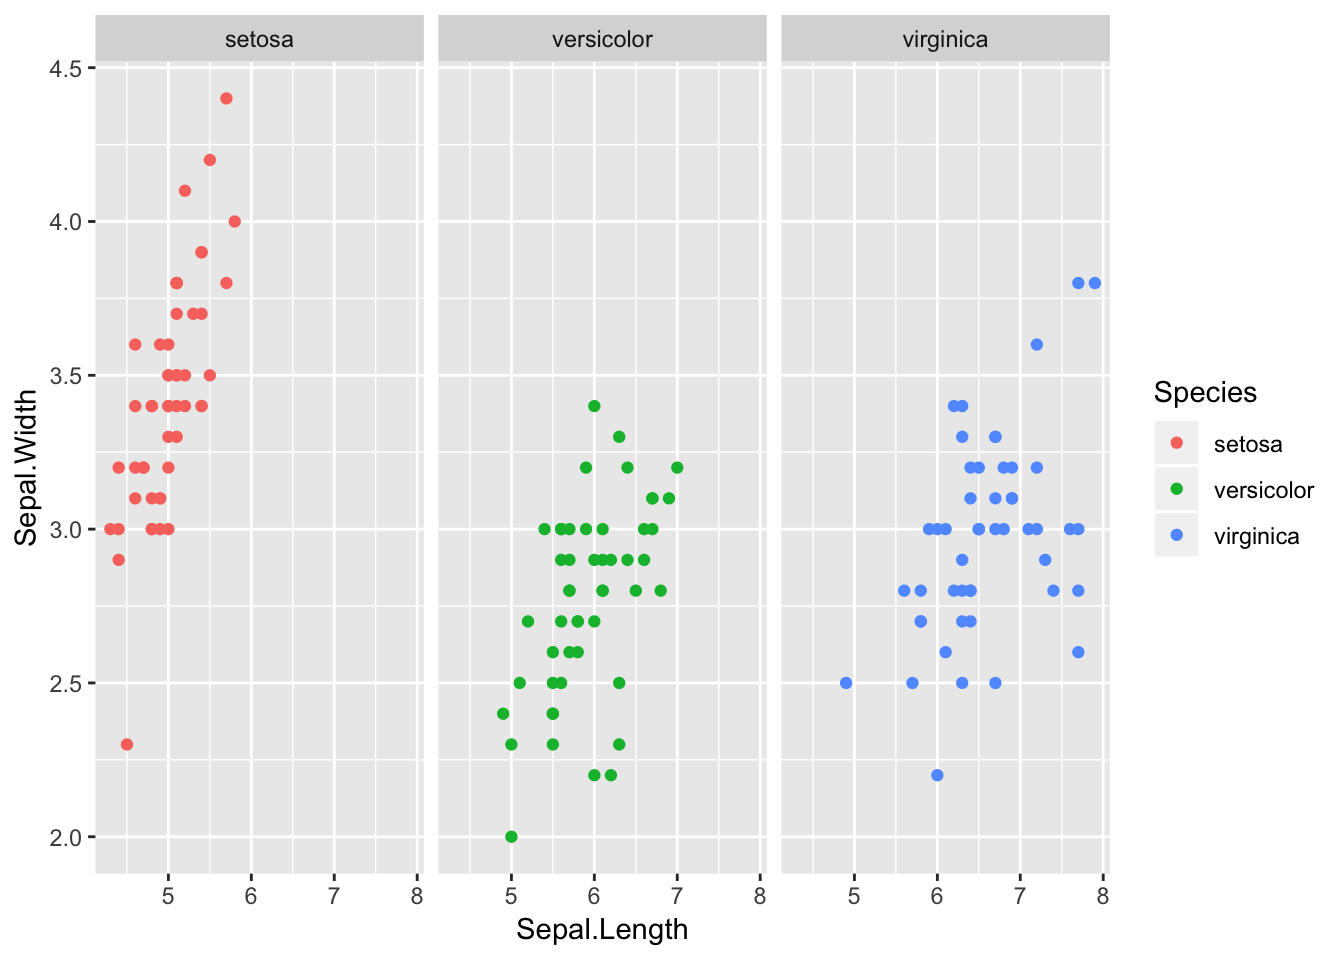 setosa
versicolor
virginica
4.5
4.0
3.5
3.0
2.5
2.0
Sepal.Width
5 6 7 8
5 6 7 8
5 6 7 8
Sepal.Length
Species
setosa
versicolor
virginica